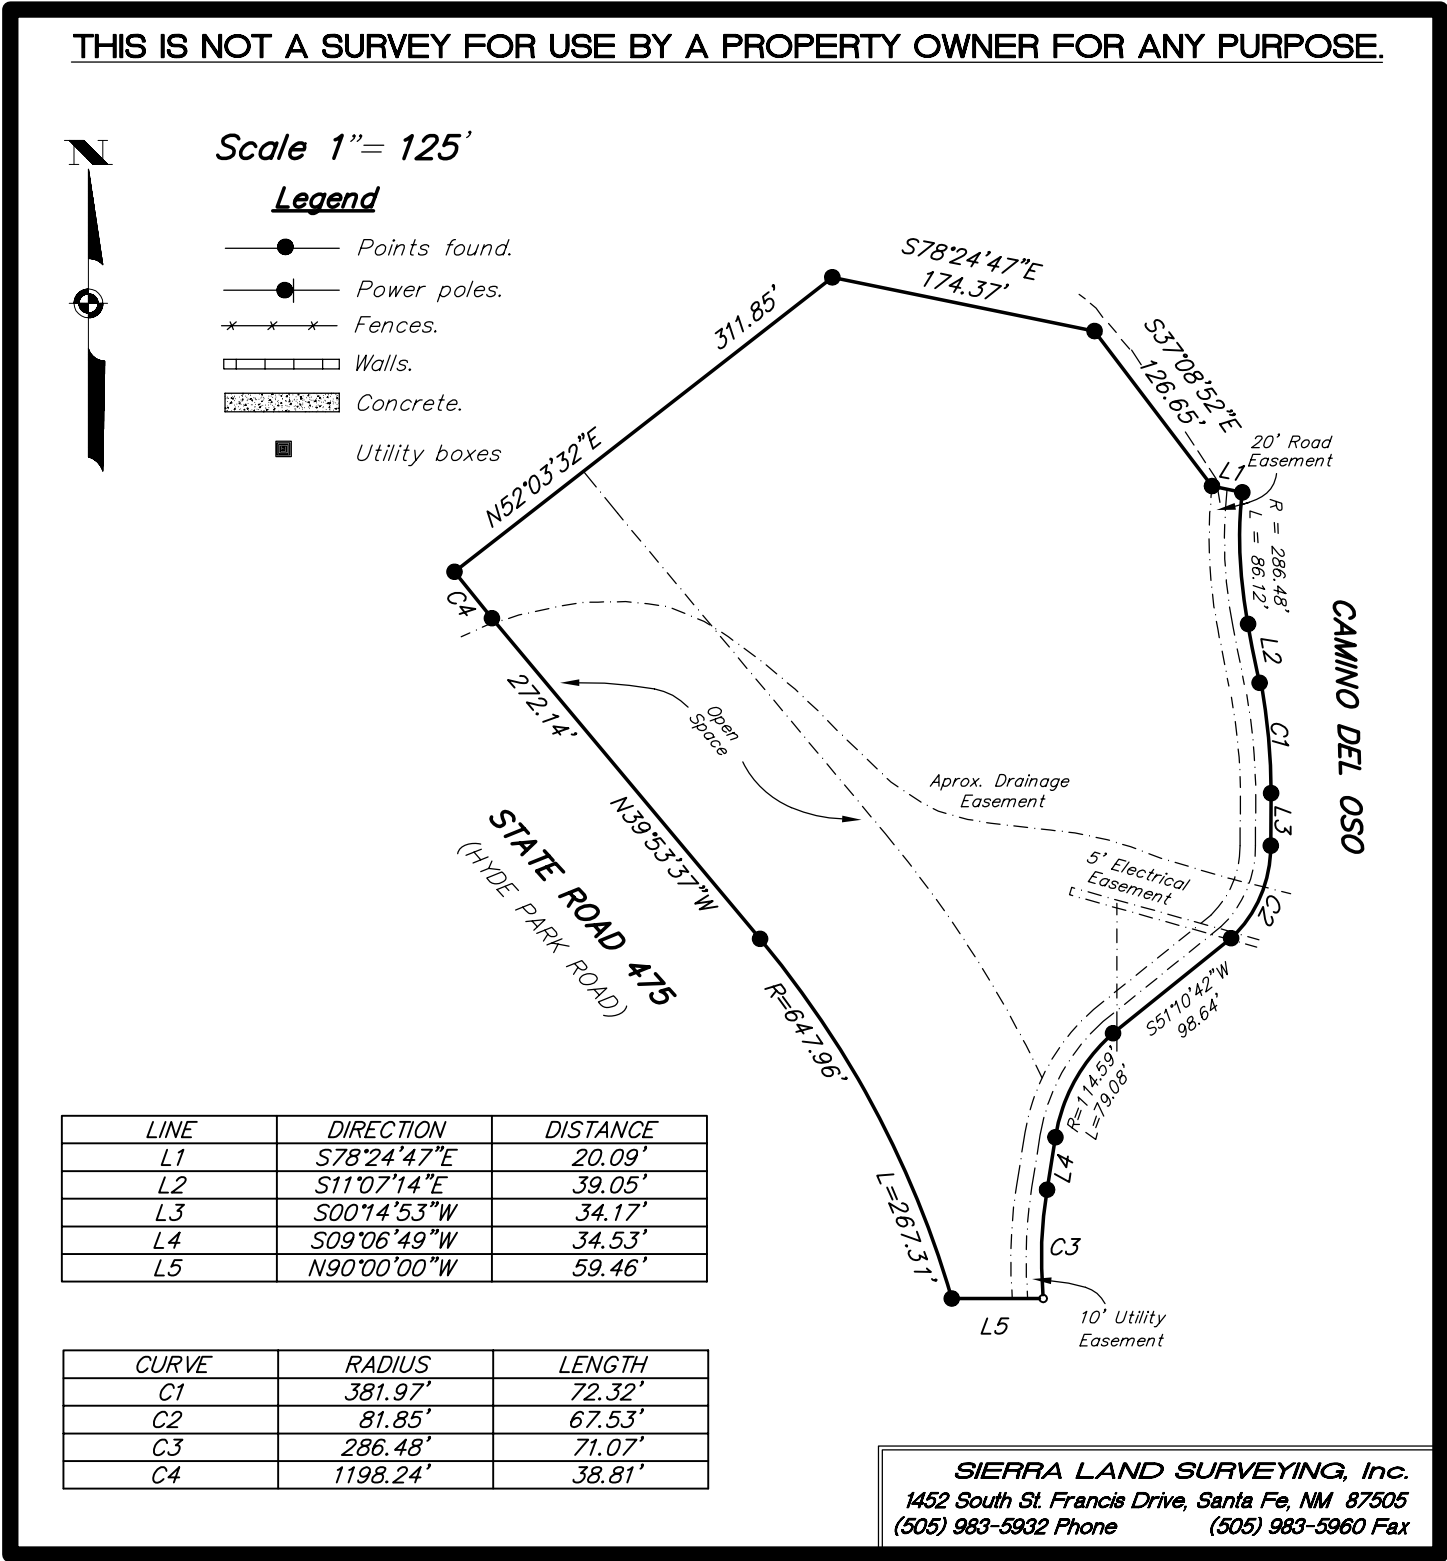 THIS IS NOT A SURVEY FOR USE BY A PROPERTY OWNER FOR ANY PURPOSE.
N
Scale 1"= 125'
Legend
Points found.
Power poles.
Fences.
Walls.
Concrete.
Utility boxes
S78°24'47"E
174.37'
311.85'
N52°03'32"E
S37°08'52"E
126.65'
20' Road
Easement
L1
R = 286.48'
L = 86.12'
C4
L2
CAMINO DEL OSO
272.14'
Open
Space
C1
Aprox. Drainage
Easement
L3
N39°53'37"W
STATE ROAD 475
(HYDE PARK ROAD)
5' Electrical
Easement
C2
S51°10'42"W
98.64'
R=647.96'
L=267.31'
R=114.59'
L=79.08'
L4
C3
L5
10' Utility
Easement
LINE DIRECTION DISTANCE
L1 S78°24'47"E 20.09'
L2 S11°07'14"E 39.05'
L3 S00°14'53"W 34.17'
L4 S09°06'49"W 34.53'
L5 N90°00'00"W 59.46'
CURVE RADIUS LENGTH
C1 381.97' 72.32'
C2 81.85' 67.53'
C3 286.48' 71.07'
C4 1198.24' 38.81'
SIERRA LAND SURVEYING, Inc.
1452 South St. Francis Drive, Santa Fe, NM 87505
(505) 983-5932 Phone (505) 983-5960 Fax